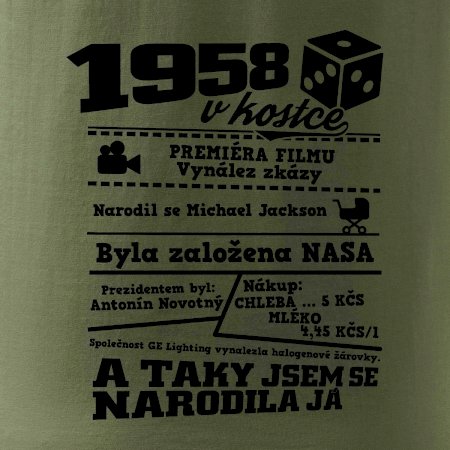 1958
v kostce
PREMIÉRA FILMU
Vynález zkázy
Narodil se Michael Jackson
Byla založena NASA
Prezidentem byl:
Antonín Novotný
Nákup:
CHLEBA ... 5 KČS
MLÉKO
4,45 KČS/l
Společnost GE Lighting vynalezla halogenové žárovky.
A TAKY JSEM SE
NARODILA JÁ